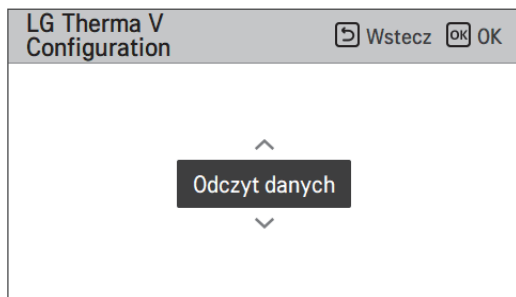 LG Therma V
Configuration
Wstecz OK OK
Odczyt danych